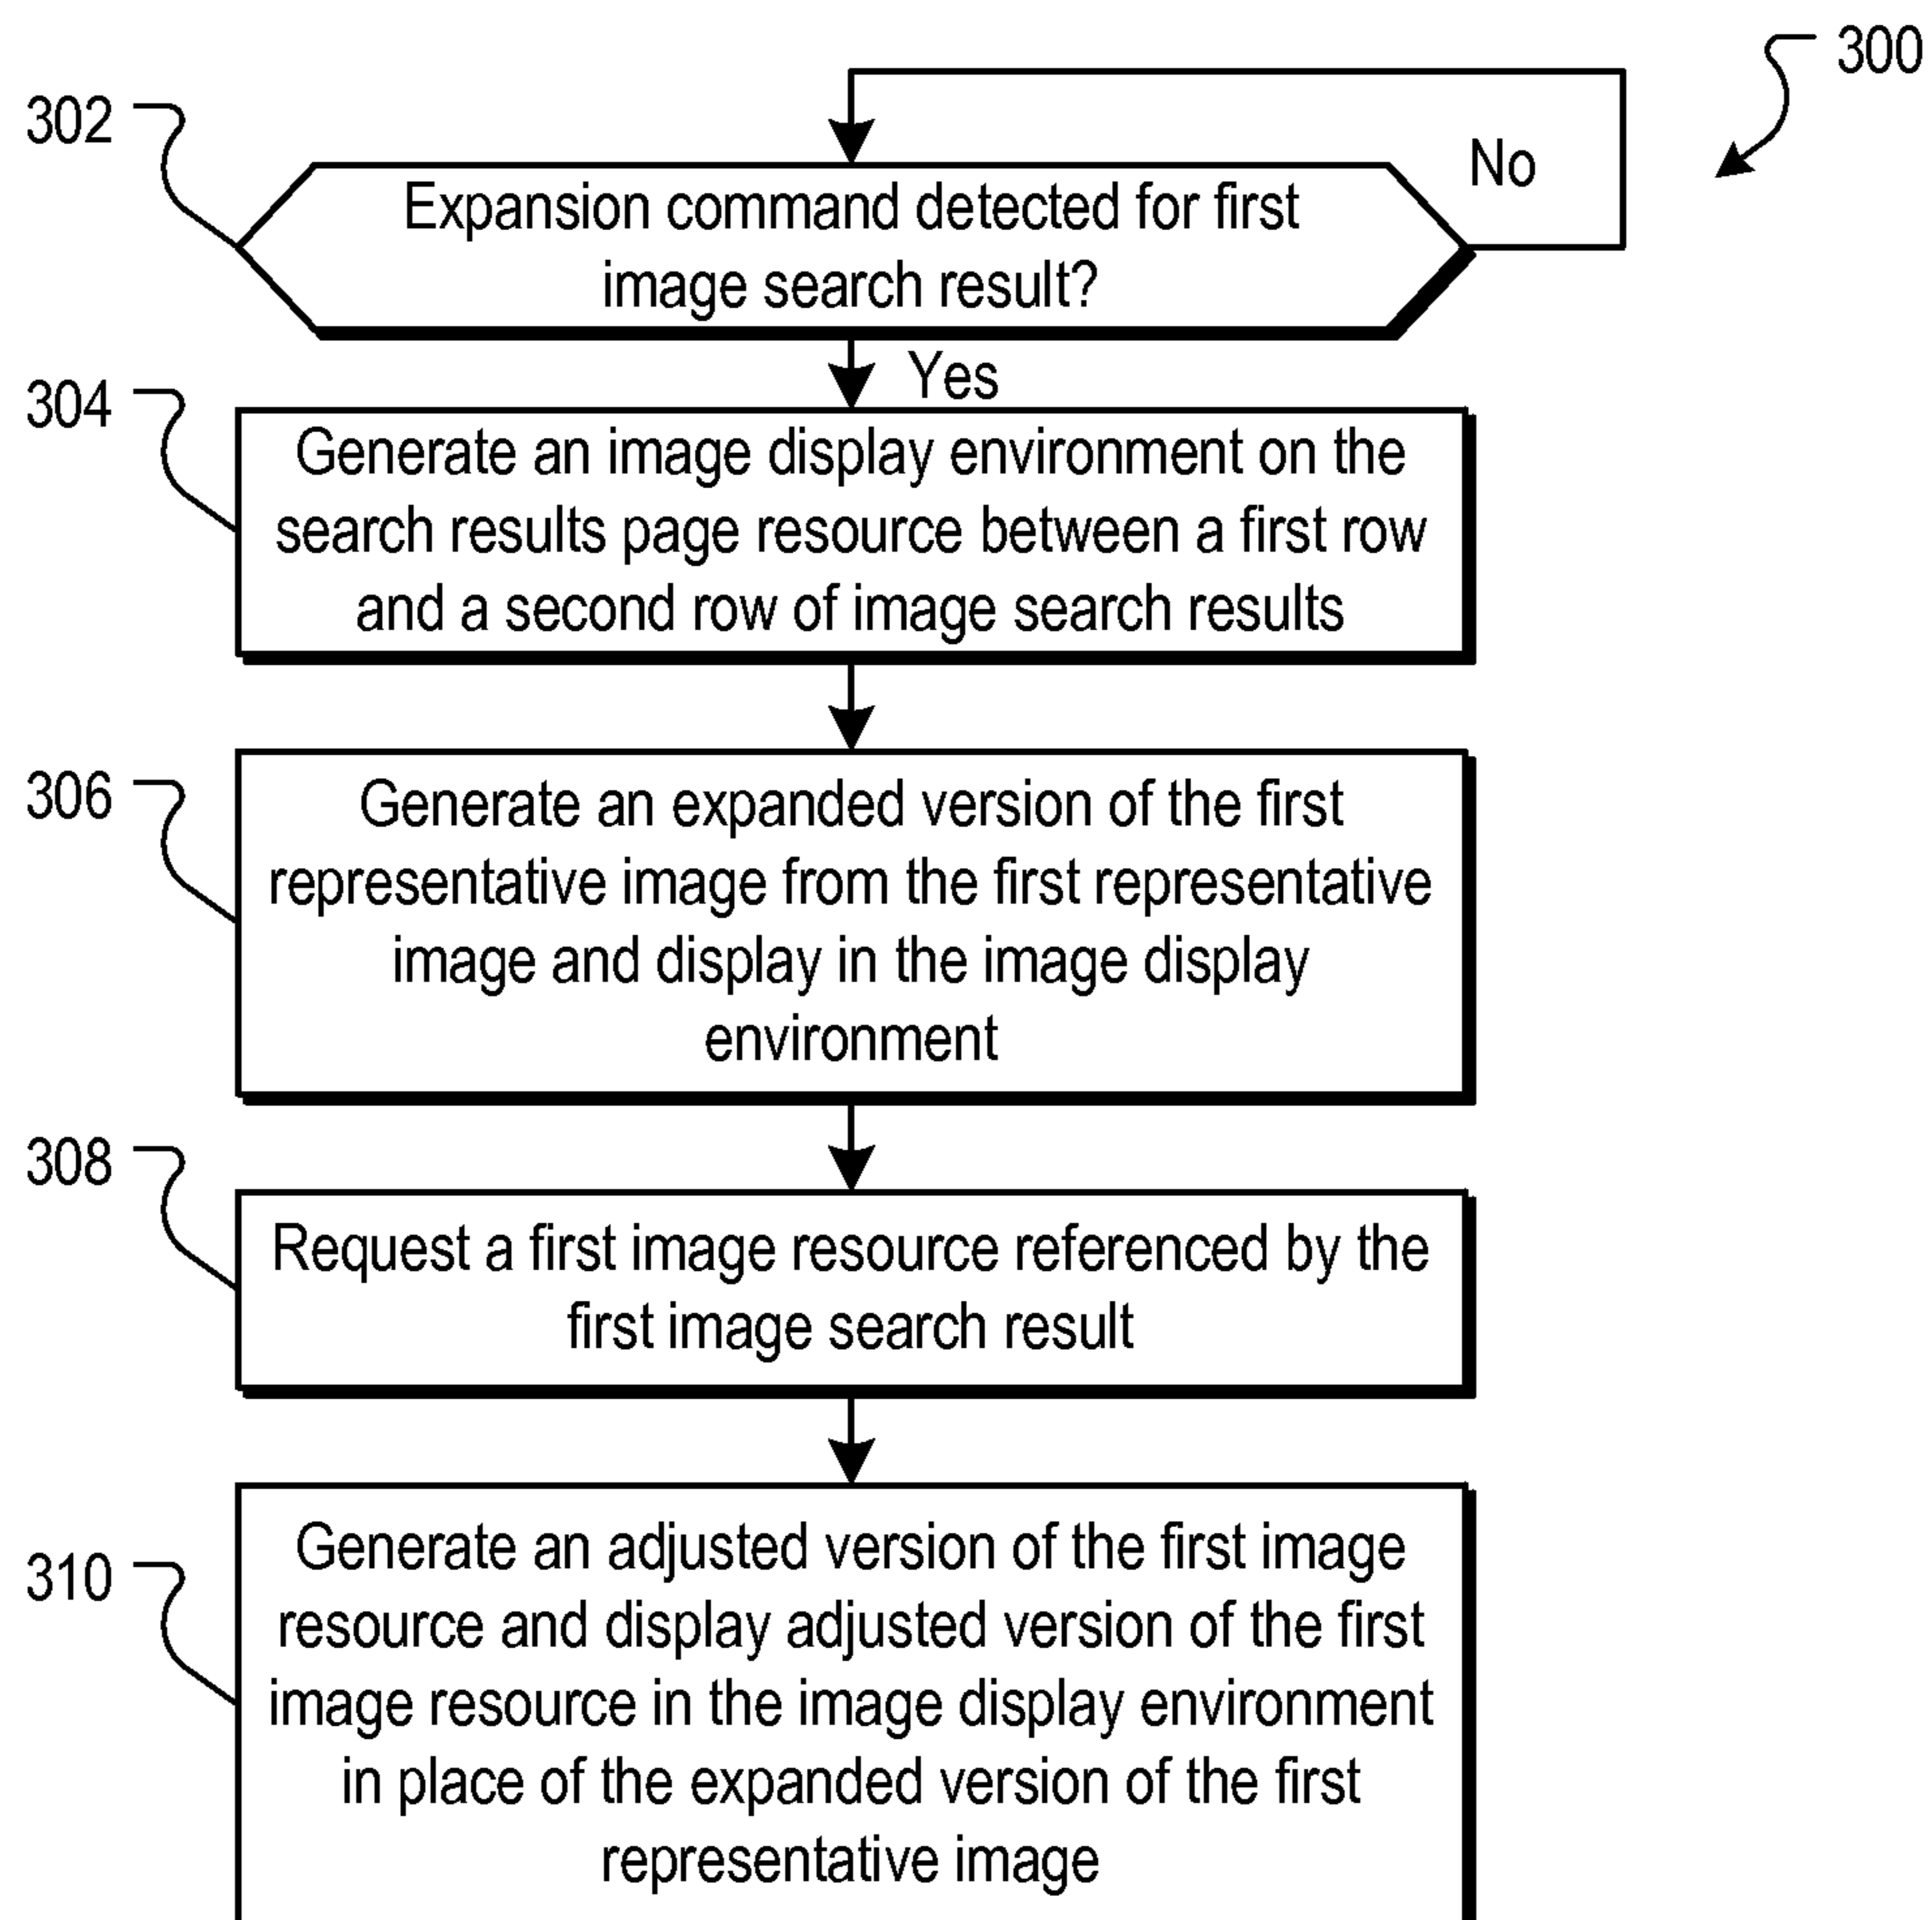 300
302
Expansion command detected for first
image search result?
No
Yes
304
Generate an image display environment on the
search results page resource between a first row
and a second row of image search results
306
Generate an expanded version of the first
representative image from the first representative
image and display in the image display
environment
308
Request a first image resource referenced by the
first image search result
310
Generate an adjusted version of the first image
resource and display adjusted version of the first
image resource in the image display environment
in place of the expanded version of the first
representative image